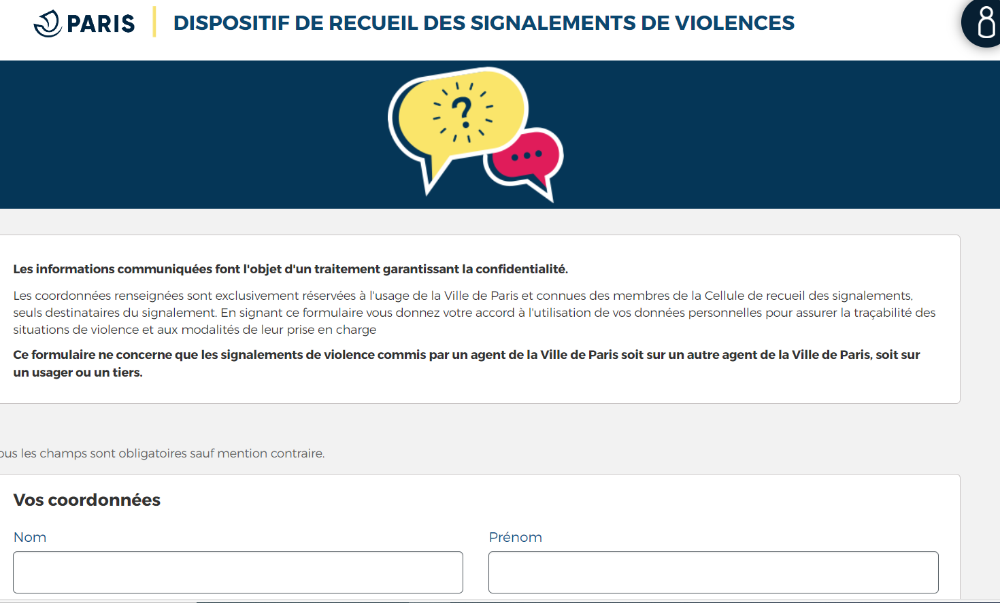 PARIS
DISPOSITIF DE RECUEIL DES SIGNALEMENTS DE VIOLENCES
?
Les informations communiquées font l'objet d'un traitement garantissant la confidentialité.
Les coordonnées renseignées sont exclusivement réservées à l'usage de la Ville de Paris et connues des membres de la Cellule de recueil des signalements,
seuls destinataires du signalement. En signant ce formulaire vous donnez votre accord à l'utilisation de vos données personnelles pour assurer la traçabilité des
situations de violence et aux modalités de leur prise en charge
Ce formulaire ne concerne que les signalements de violence commis par un agent de la Ville de Paris soit sur un autre agent de la Ville de Paris, soit sur
un usager ou un tiers.
ous les champs sont obligatoires sauf mention contraire.
Vos coordonnées
Nom
Prénom